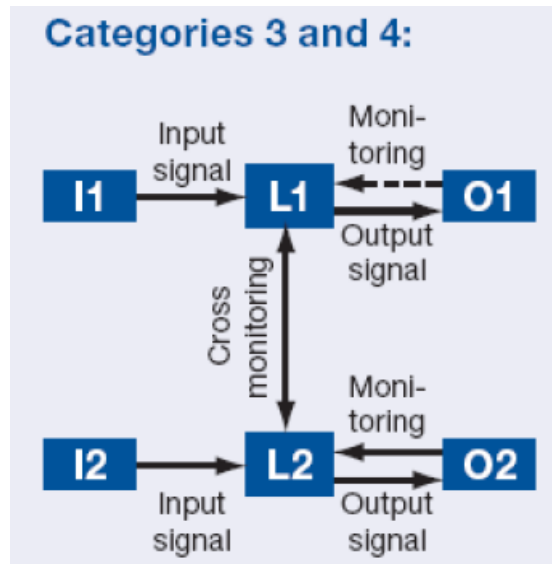 Categories 3 and 4:
Input
signal
Moni-
toring
I1
L1
O1
Output
signal
Cross
monitoring
Moni-
toring
I2
L2
O2
Input
signal
Output
signal